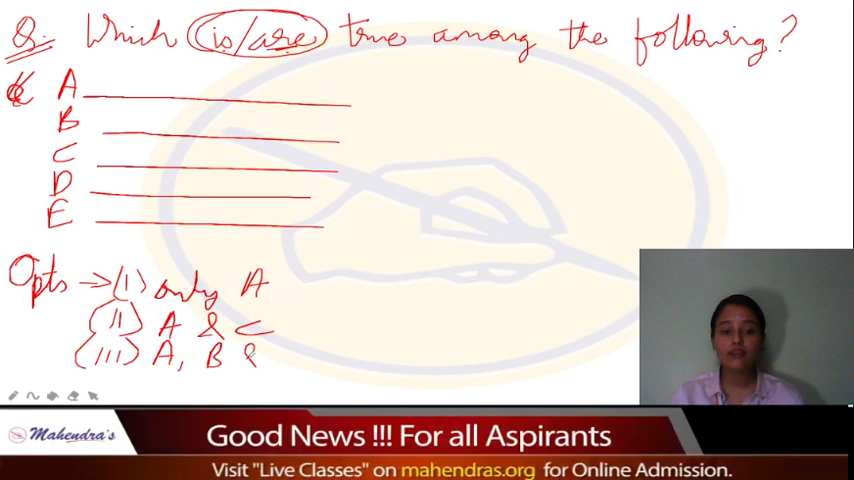 Q. Which is/are true among the following?
A
B
C
D
E
Opts → (I) only A
(II) A & C
(III) A, B &
Mahendra's
Good News !!! For all Aspirants
Visit "Live Classes" on mahendras.org for Online Admission.